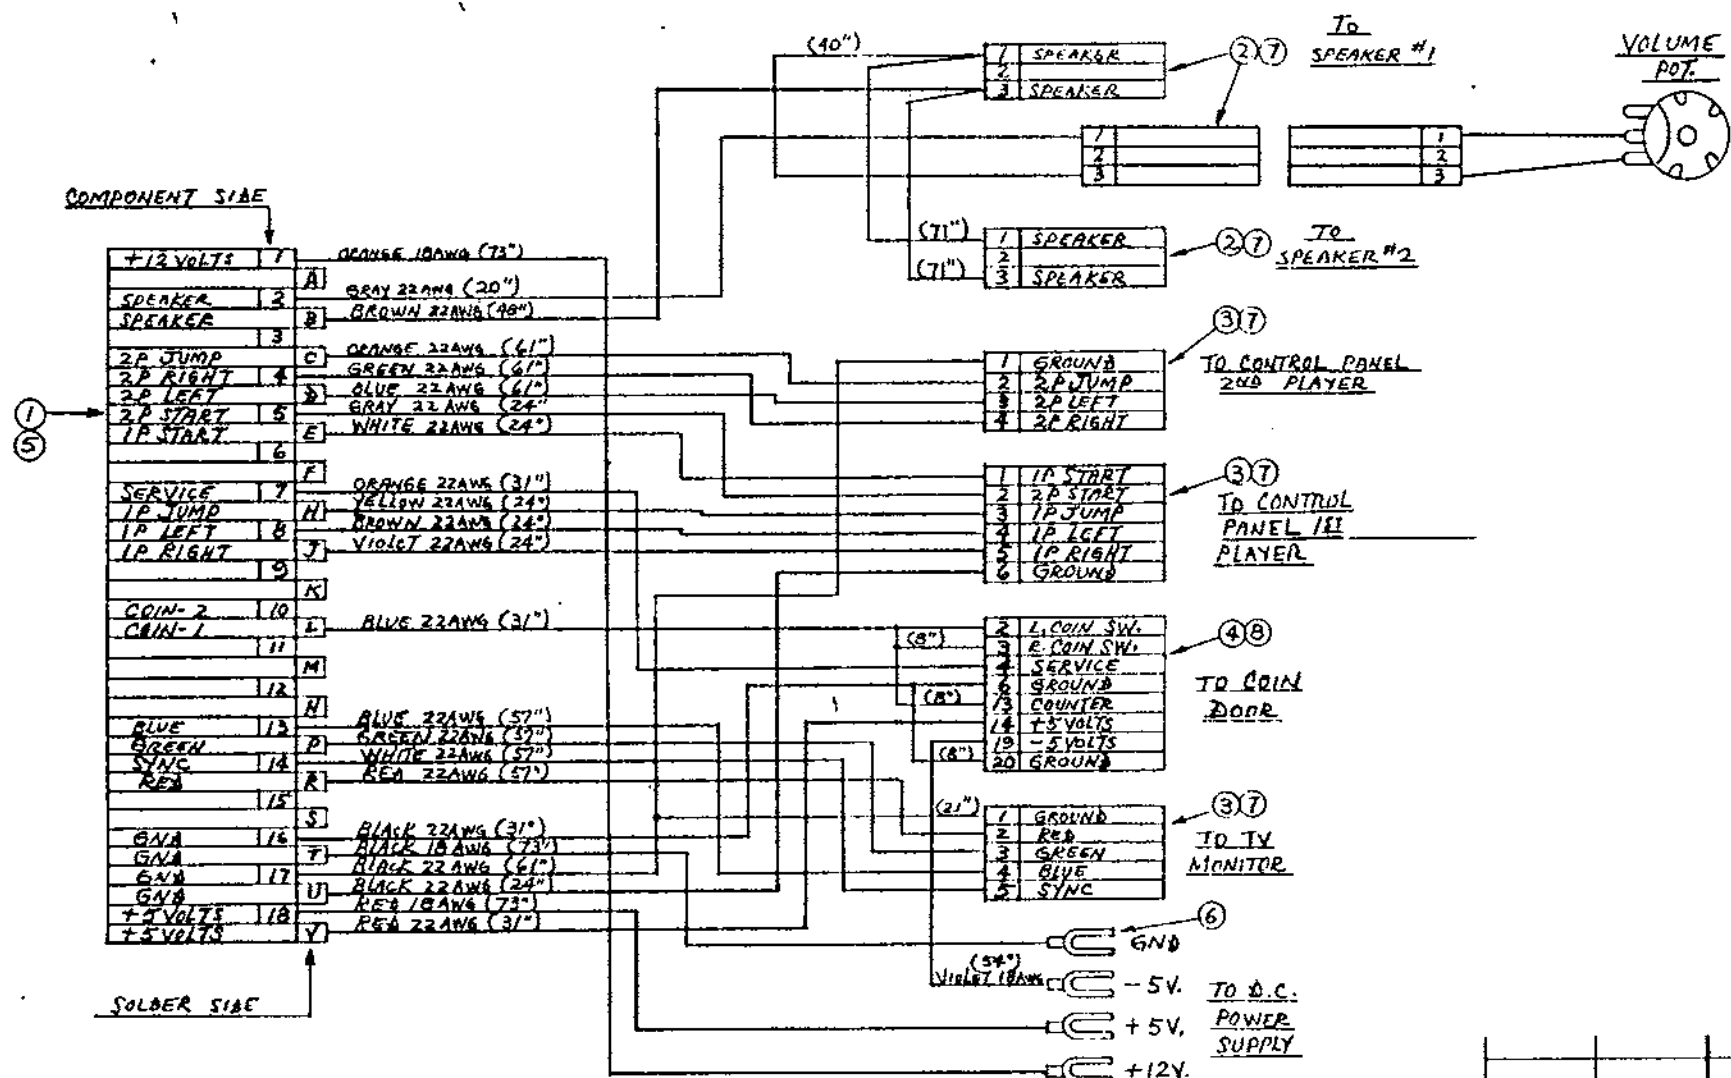 TO SPEAKER #1
VOLUME POT.
(40")
1 SPEAKER
2
3 SPEAKER
2 7
1
2
3
1
2
3
COMPONENT SIDE
(71") 1 SPEAKER
2
(71") 3 SPEAKER
2 7
TO SPEAKER #2
+12 VOLTS 1 ORANGE 18AWG (73")
A
SPEAKER 2 GRAY 22AWG (20")
SPEAKER B BROWN 22AWG (48")
3
2P JUMP C ORANGE 22AWG (61")
2P RIGHT 4 GREEN 22AWG (61")
2P LEFT D BLUE 22 AWG (61")
2P START 5 GRAY 22 AWG (24"
1P START E WHITE 22AWG (24")
6
F
SERVICE 7 ORANGE 22AWG (31")
1P JUMP H YELLOW 22AWG (24")
1P LEFT 8 BROWN 22AWG (24")
1P RIGHT J VIOLET 22AWG (24")
9
K
COIN-2 10
COIN-1 L BLUE 22AWG (31")
11
M
12
N
BLUE 13 BLUE 22AWG (57")
GREEN P GREEN 22AWG (57")
SYNC 14 WHITE 22AWG (57")
RED R RED 22AWG (57")
15
S
GND 16 BLACK 22AWG (31")
GND T BLACK 18 AWG (73")
GND 17 BLACK 22 AWG (61")
GND U BLACK 22AWG (24")
+5 VOLTS 18 RED 18AWG (73")
+5 VOLTS V RED 22 AWG (31")
SOLDER SIDE
1
5
3 7
1 GROUND
2 2P JUMP
3 2P LEFT
4 2P RIGHT
TO CONTROL PANEL
2ND PLAYER
1 1P START
2 2P START
3 1P JUMP
4 1P LEFT
5 1P RIGHT
6 GROUND
3 7
TO CONTROL
PANEL 1ST
PLAYER
2 L. COIN SW.
(8") 3 R. COIN SW.
SERVICE
6 GROUND
(8") 13 COUNTER
14 +5 VOLTS
19 -5 VOLTS
(8") 20 GROUND
4 8
TO COIN
DOOR
(21") 1 GROUND
2 RED
3 GREEN
4 BLUE
5 SYNC
3 7
TO TV
MONITOR
6
GND
(54")
VIOLET 18AWG -5V.
+5V.
+12V.
TO D.C.
POWER
SUPPLY